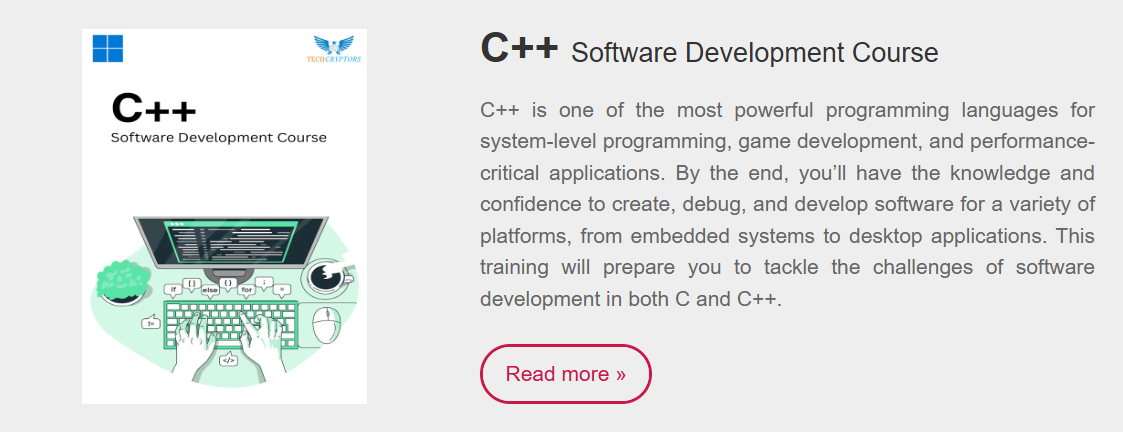 TECHCRYPTORS
C++
Software Development Course
if
[]
else
{}
for
;
=
!=
</>
C++ Software Development Course
C++ is one of the most powerful programming languages for
system-level programming, game development, and performance-
critical applications. By the end, you’ll have the knowledge and
confidence to create, debug, and develop software for a variety of
platforms, from embedded systems to desktop applications. This
training will prepare you to tackle the challenges of software
development in both C and C++.
Read more »